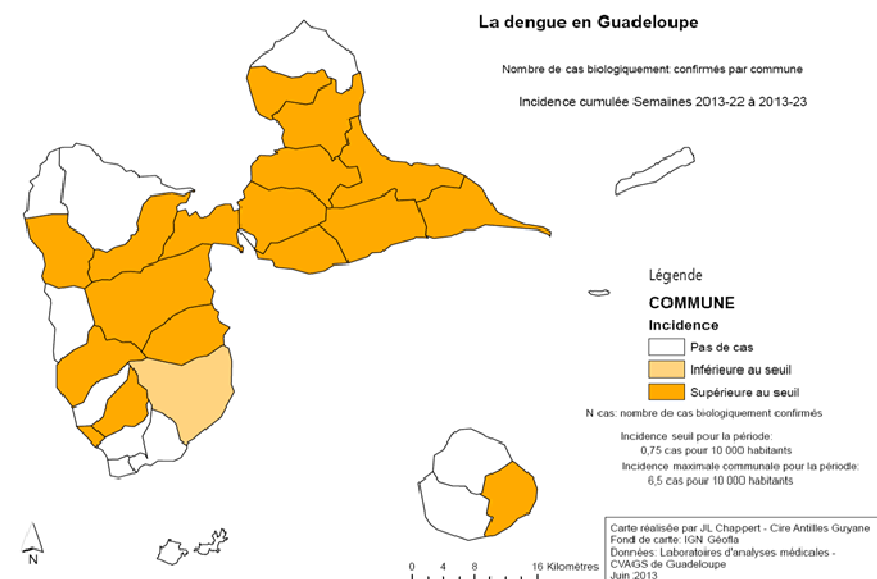 La dengue en Guadeloupe
Nombre de cas biologiquement confirmés par commune
Incidence cumulée Semaines 2013-22 à 2013-23
Légende
COMMUNE
Incidence
Pas de cas
Inférieure au seuil
Supérieure au seuil
N cas: nombre de cas biologiquement confirmés
Incidence seuil pour la période:
0,75 cas pour 10 000 habitants
Incidence maximale communale pour la période:
6,5 cas pour 10 000 habitants
Carte réalisée par JL Chappert - Cire Antilles Guyane
Fond de carte: IGN Géofla
Données: Laboratoires d'analyses médicales -
CVAGS de Guadeloupe
Juin 2013
N
0 4 8 16 Kilomètres